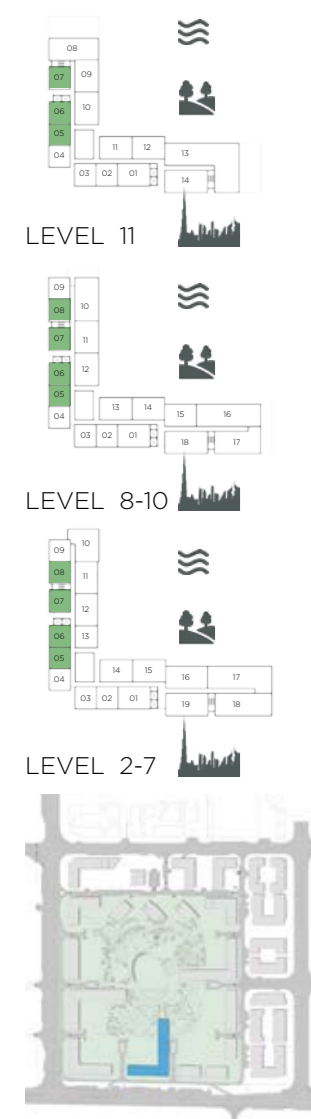 08
07 09
06 10
05
04 11 12 13
03 02 01 14
LEVEL 11
09
08 10
07 11
06 12
05
04 13 14 15 16
03 02 01 18 17
LEVEL 8-10
09 10
08 11
07 12
06 13
05
04 14 15 16 17
03 02 01 19 18
LEVEL 2-7